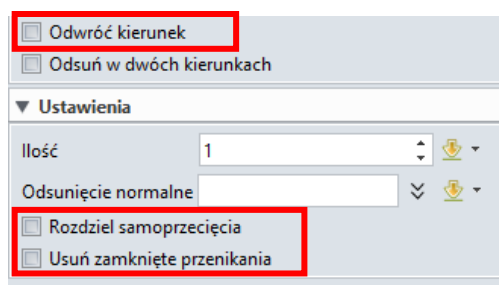 Odwróć kierunek
Odsuń w dwóch kierunkach
Ustawienia
Ilość 1
Odsunięcie normalne
Rozdziel samoprzecięcia
Usuń zamknięte przenikania